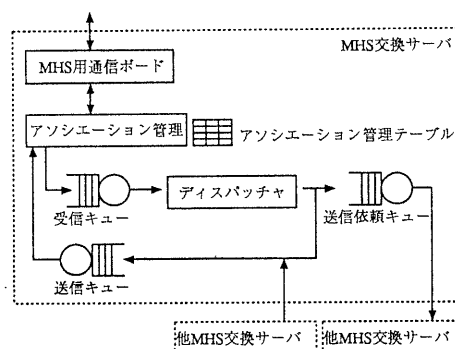 MHS交換サーバ
MHS用通信ボード
アソシエーション管理
アソシエーション管理テーブル
ディスパッチャ
受信キュー
送信依頼キュー
送信キュー
他MHS交換サーバ
他MHS交換サーバ